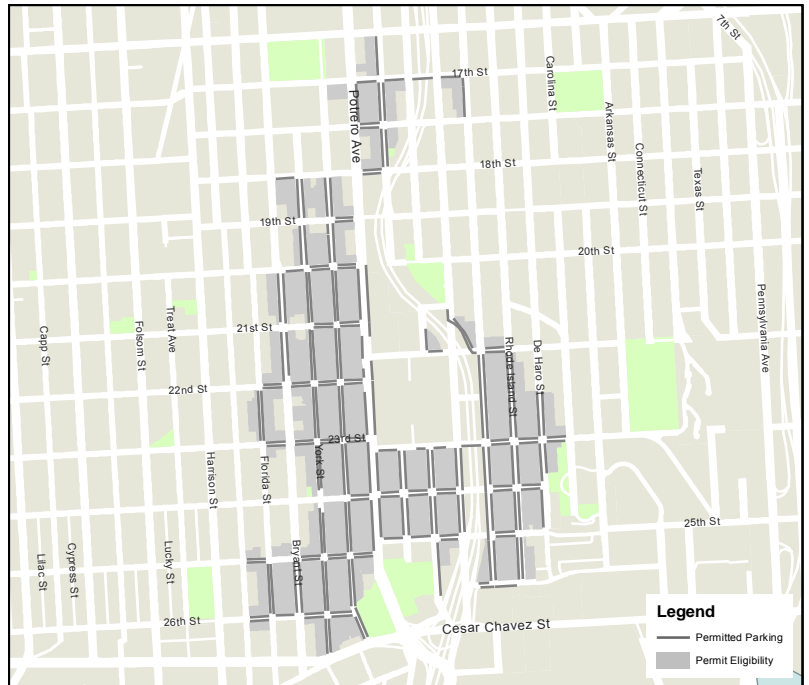 7th St
17th St
Carolina St
Potrero Ave
Arkansas St
Connecticut St
18th St
Texas St
19th St
20th St
Pennsylvania Ave
Treat Ave
Folsom St
Capp St
21st St
Rhode Island St
De Haro St
22nd St
23rd St
York St
Harrison St
Florida St
25th St
Bryant St
Lucky St
Cypress St
Lilac St
26th St
Cesar Chavez St
Legend
Permitted Parking
Permit Eligibility